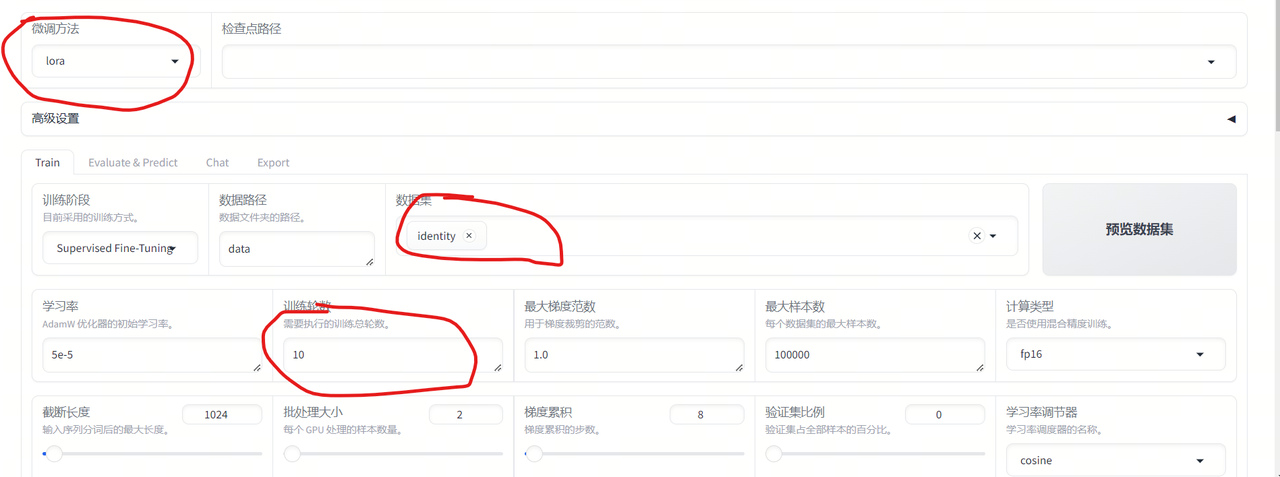 微调方法
检查点路径
lora
高级设置
Train
Evaluate & Predict
Chat
Export
训练阶段
目前采用的训练方式。
Supervised Fine-Tuning
数据路径
数据文件夹的路径。
data
数据集
identity
预览数据集
学习率
AdamW 优化器的初始学习率。
5e-5
训练轮数
需要执行的训练总轮数。
10
最大梯度范数
用于梯度裁剪的范数。
1.0
最大样本数
每个数据集的最大样本数。
100000
计算类型
是否使用混合精度训练。
fp16
截断长度
1024
输入序列分词后的最大长度。
批处理大小
2
每个 GPU 处理的样本数量。
梯度累积
8
梯度累积的步数。
验证集比例
0
验证集占全部样本的百分比。
学习率调节器
学习率调度器的名称。
cosine